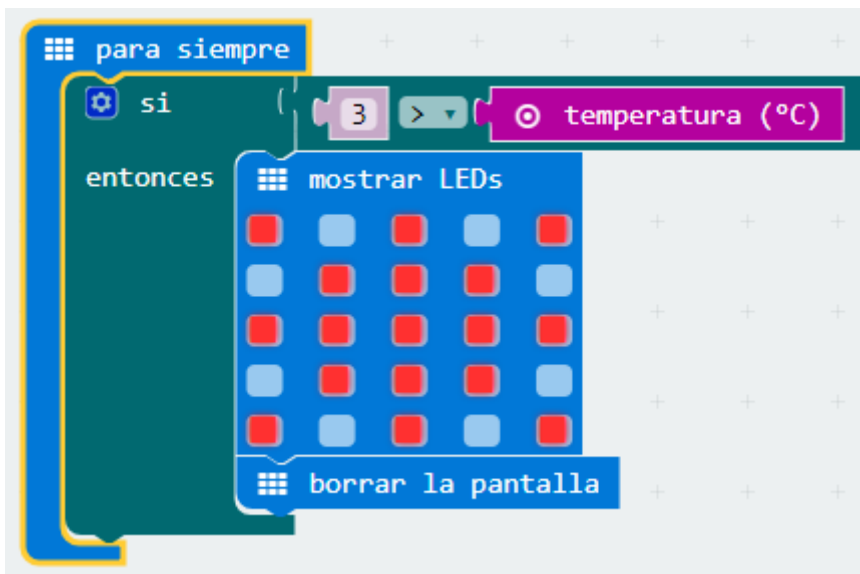 para siempre
si 3 > temperatura (°C)
entonces
mostrar LEDs
borrar la pantalla